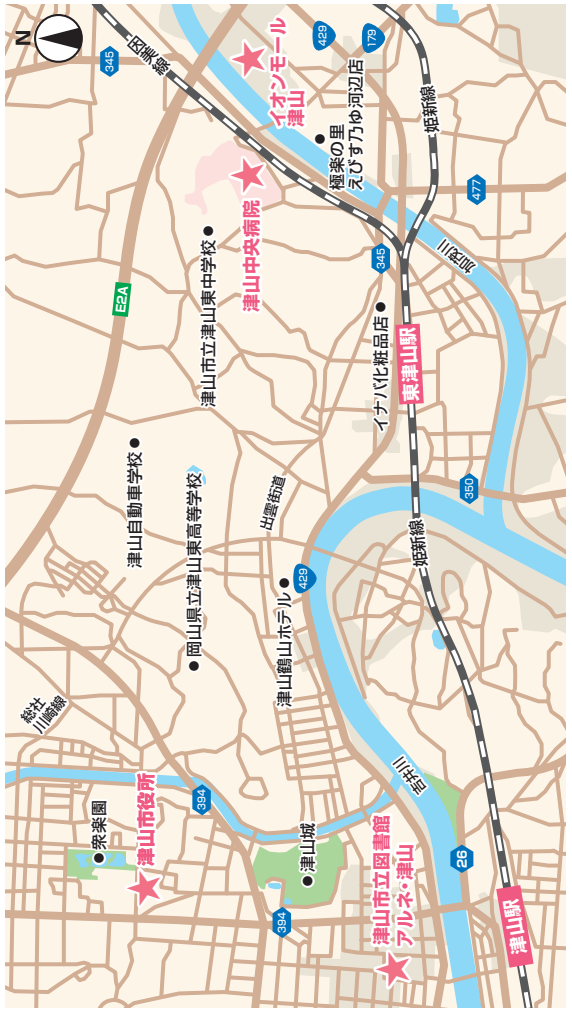 N
345
因美線
イオンモール
津山
429
179
極楽の里
えびす乃ゆ河辺店
姫新線
477
津山中央病院
津山市立津山東中学校
E2A
345
加茂川
イナバ化粧品店
東津山駅
津山自動車学校
岡山県立津山東高等学校
出雲街道
350
姫新線
429
津山鶴山ホテル
総社
川崎線
394
吉井川
津山市役所
衆楽園
394
津山城
津山市立図書館
アルネ・津山
26
津山駅